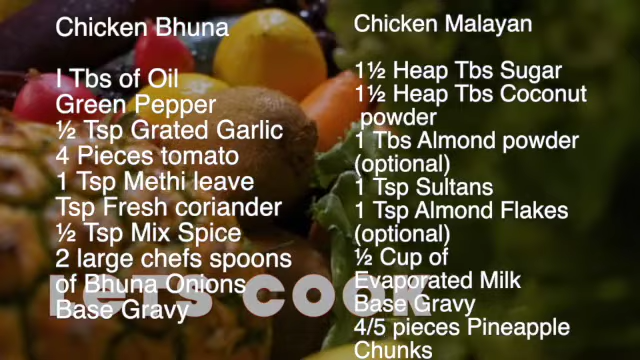 Chicken Bhuna
I Tbs of Oil
Green Pepper
½ Tsp Grated Garlic
4 Pieces tomato
1 Tsp Methi leave
Tsp Fresh coriander
½ Tsp Mix Spice
2 large chefs spoons
of Bhuna Onions
Base Gravy
Chicken Malayan
1½ Heap Tbs Sugar
1½ Heap Tbs Coconut
powder
1 Tbs Almond powder
(optional)
1 Tsp Sultans
1 Tsp Almond Flakes
(optional)
½ Cup of
Evaporated Milk
Base Gravy
4/5 pieces Pineapple
Chunks
LETS COOK